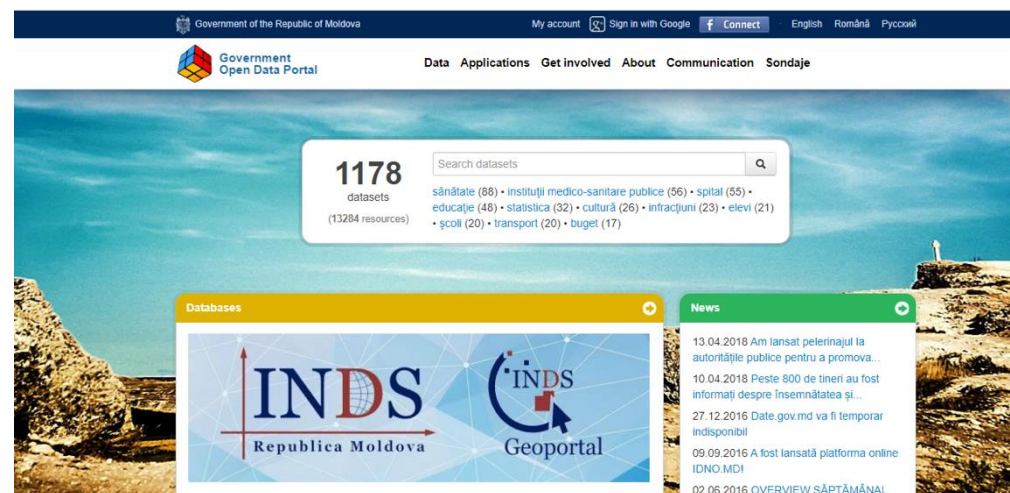 Government of the Republic of Moldova
My account Sign in with Google Connect English Română Русский
Government
Open Data Portal
Data Applications Get involved About Communication Sondaje
1178
datasets
(13284 resources)
Search datasets
sănătate (88) • instituții medico-sanitare publice (56) • spital (55) •
educație (48) • statistica (32) • cultură (26) • infracțiuni (23) • elevi (21)
• școli (20) • transport (20) • buget (17)
Databases
INDS
Republica Moldova
INDS
Geoportal
News
13.04.2018 Am lansat pelerinajul la
autoritățile publice pentru a promova...
10.04.2018 Peste 800 de tineri au fost
informați despre însemnătatea și...
27.12.2016 Date.gov.md va fi temporar
indisponibil
09.09.2016 A fost lansată platforma online
IDNO.MD!
02.06.2016 OVERVIEW SĂPTĂMÂNAL